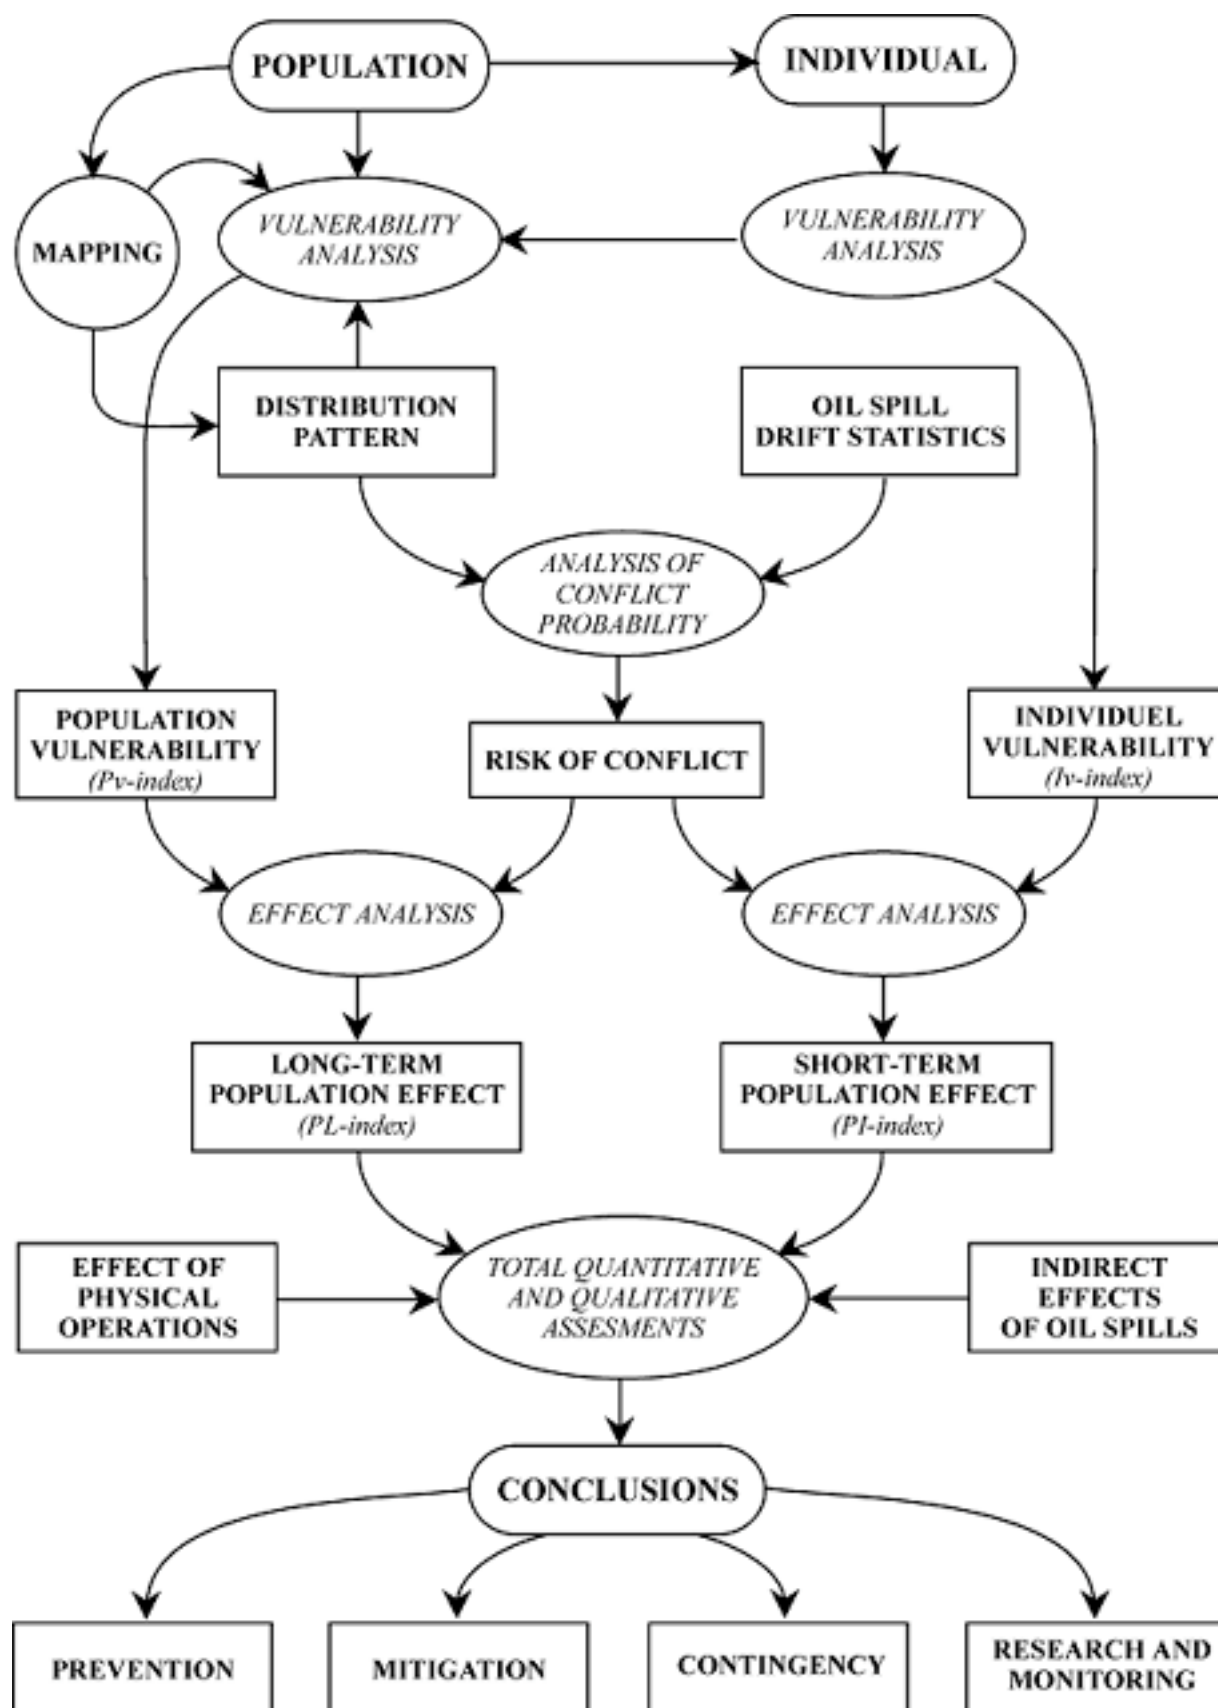 POPULATION
INDIVIDUAL
MAPPING
VULNERABILITY
ANALYSIS
VULNERABILITY
ANALYSIS
DISTRIBUTION
PATTERN
OIL SPILL
DRIFT STATISTICS
ANALYSIS OF
CONFLICT
PROBABILITY
POPULATION
VULNERABILITY
(Pv-index)
RISK OF CONFLICT
INDIVIDUEL
VULNERABILITY
(Iv-index)
EFFECT ANALYSIS
EFFECT ANALYSIS
LONG-TERM
POPULATION EFFECT
(PL-index)
SHORT-TERM
POPULATION EFFECT
(PI-index)
EFFECT OF
PHYSICAL
OPERATIONS
TOTAL QUANTITATIVE
AND QUALITATIVE
ASSESMENTS
INDIRECT
EFFECTS
OF OIL SPILLS
CONCLUSIONS
PREVENTION
MITIGATION
CONTINGENCY
RESEARCH AND
MONITORING